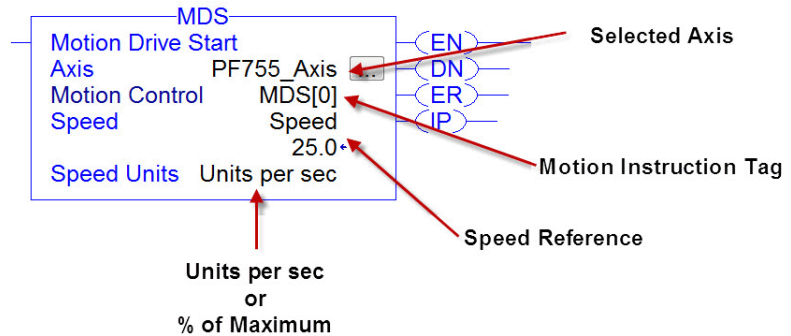 MDS
Motion Drive Start
Axis PF755_Axis ...
Motion Control MDS[0]
Speed Speed
25.0
Speed Units Units per sec
EN
DN
ER
IP
Selected Axis
Motion Instruction Tag
Speed Reference
Units per sec
or
% of Maximum